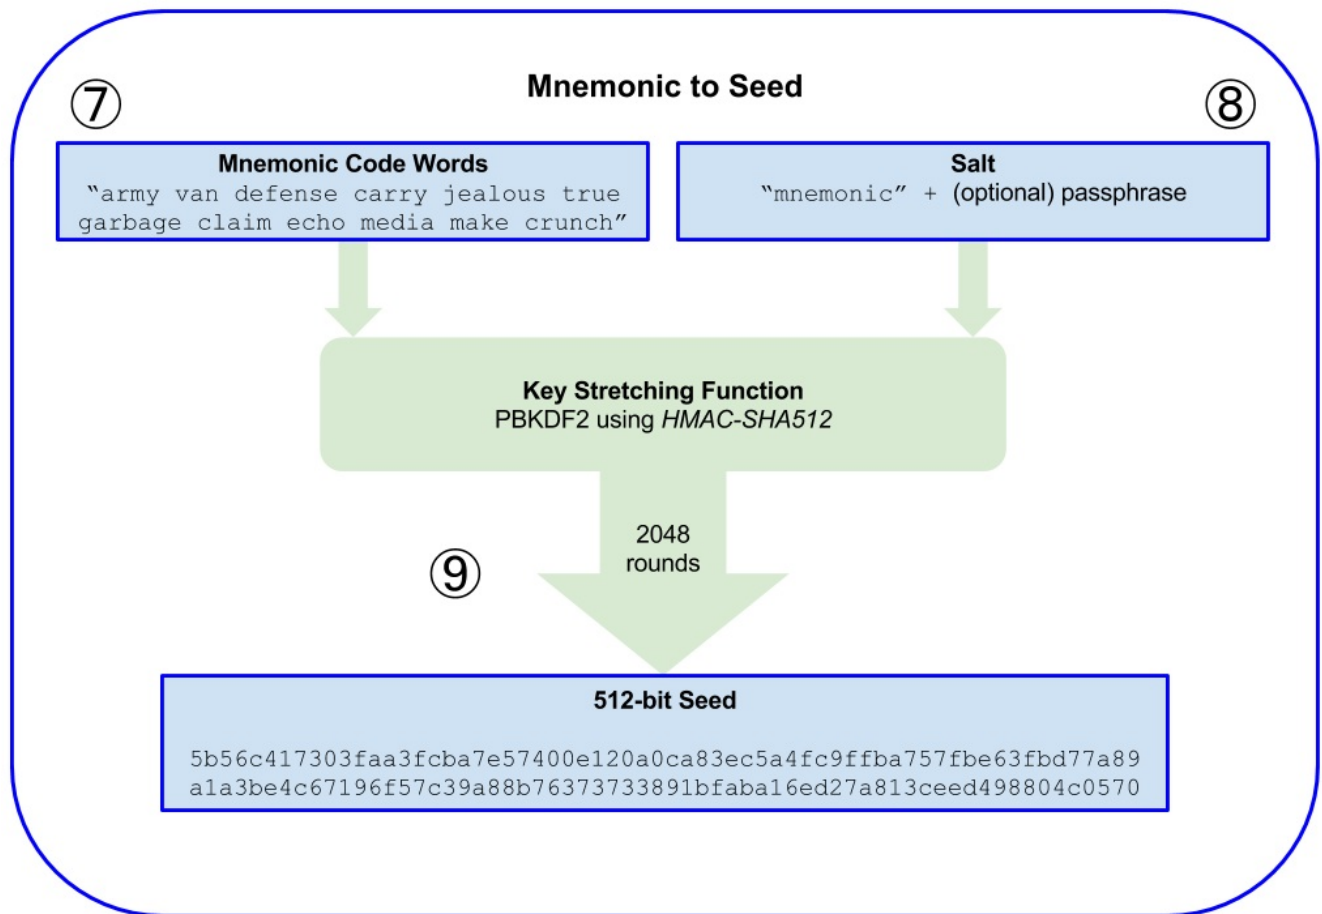 Mnemonic to Seed
⑦
⑧
Mnemonic Code Words
“army van defense carry jealous true
garbage claim echo media make crunch”
Salt
“mnemonic” + (optional) passphrase
Key Stretching Function
PBKDF2 using HMAC-SHA512
2048
rounds
⑨
512-bit Seed
5b56c417303faa3fcba7e57400e120a0ca83ec5a4fc9ffba757fbe63fbd77a89
a1a3be4c67196f57c39a88b76373733891bfaba16ed27a813ceed498804c0570